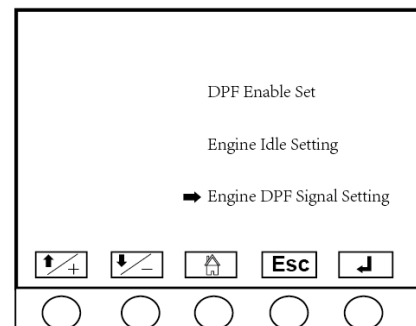 DPF Enable Set
Engine Idle Setting
Engine DPF Signal Setting
+ - Esc